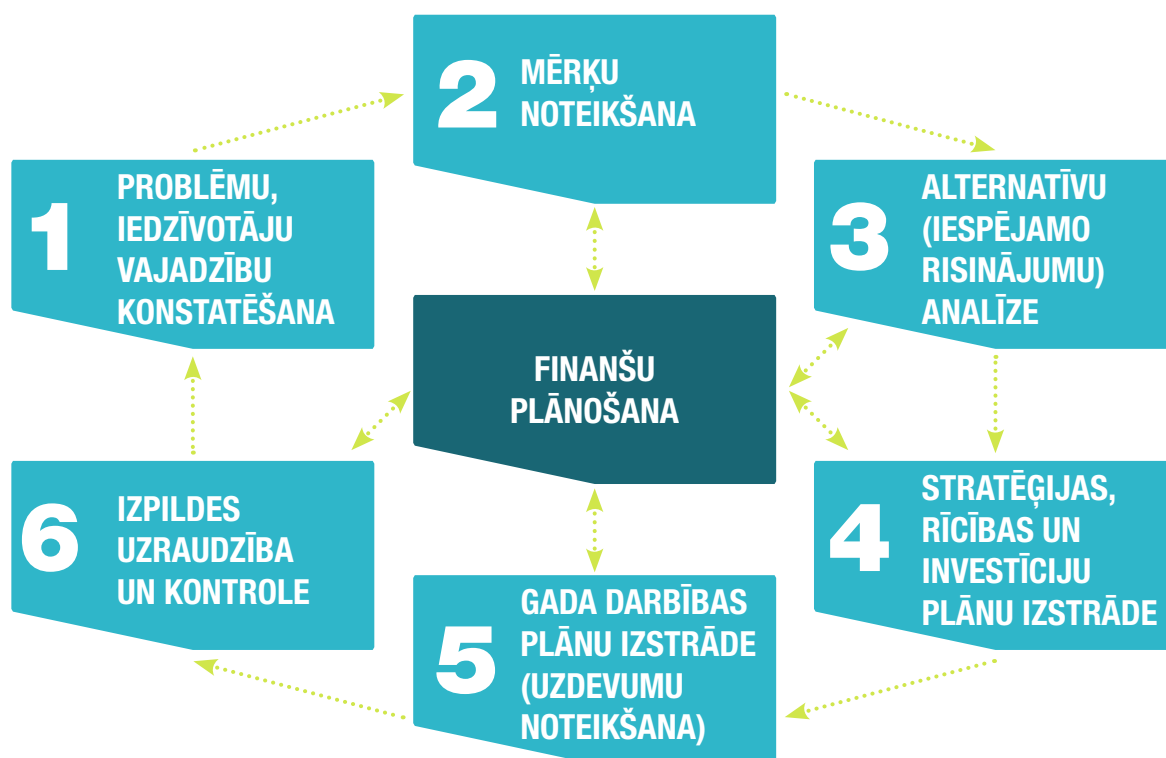 1
PROBLĒMU,
IEDZĪVOTĀJU
VAJADZĪBU
KONSTATĒŠANA
2
MĒRĶU
NOTEIKŠANA
3
ALTERNATĪVU
(IESPĒJAMO
RISINĀJUMU)
ANALĪZE
FINANŠU
PLĀNOŠANA
4
STRATĒĢIJAS,
RĪCĪBAS UN
INVESTĪCIJU
PLĀNU IZSTRĀDE
5
GADA DARBĪBAS
PLĀNU IZSTRĀDE
(UZDEVUMU
NOTEIKŠANA)
6
IZPILDES
UZRAUDZĪBA
UN KONTROLE